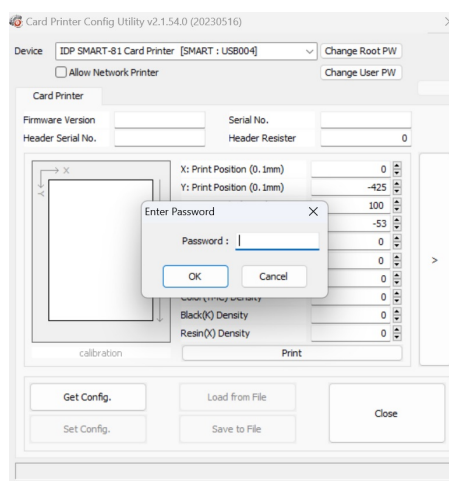 Card Printer Config Utility v2.1.54.0 (20230516)
Device IDP SMART-81 Card Printer [SMART : USB004] Change Root PW
Allow Network Printer Change User PW
Card Printer
Firmware Version Serial No.
Header Serial No. Header Resister 0
X
Y
X: Print Position (0.1mm) 0
Y: Print Position (0.1mm) -425
100
Enter Password
-53
Password :
0
0
OK Cancel
0
0
Black(K) Density 0
Resin(X) Density 0
>
calibration Print
Get Config. Load from File
Close
Set Config. Save to File